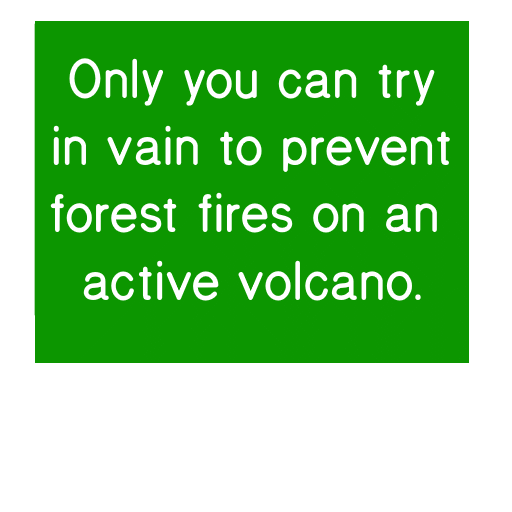 Only you can try
in vain to prevent
forest fires on an
active volcano.